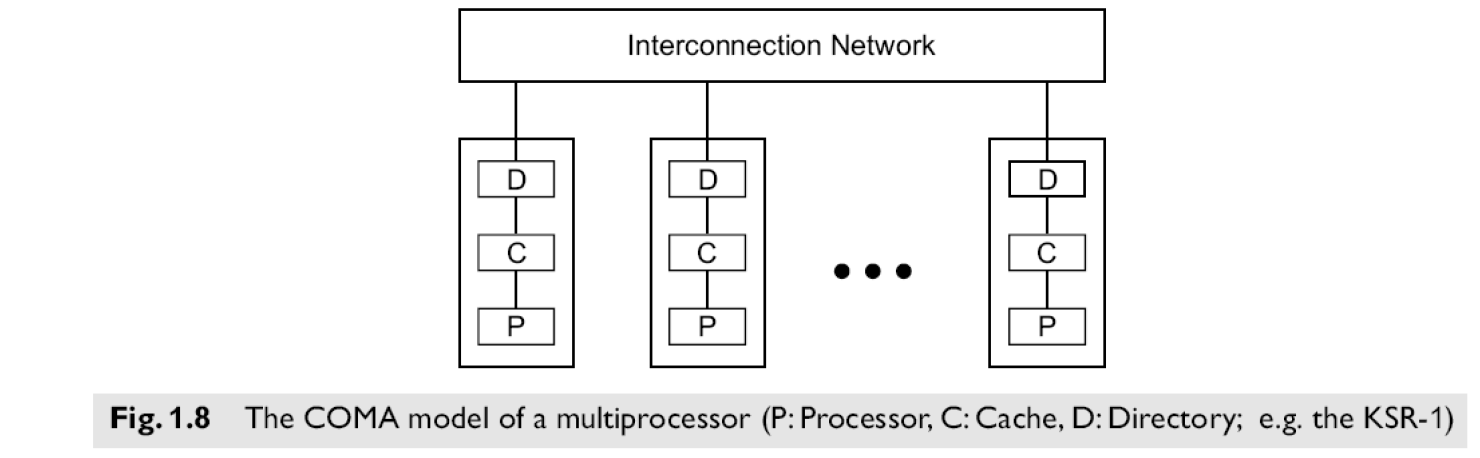 Interconnection Network
D D D
C C C
P P P
Fig. 1.8 The COMA model of a multiprocessor (P: Processor, C: Cache, D: Directory; e.g. the KSR-1)